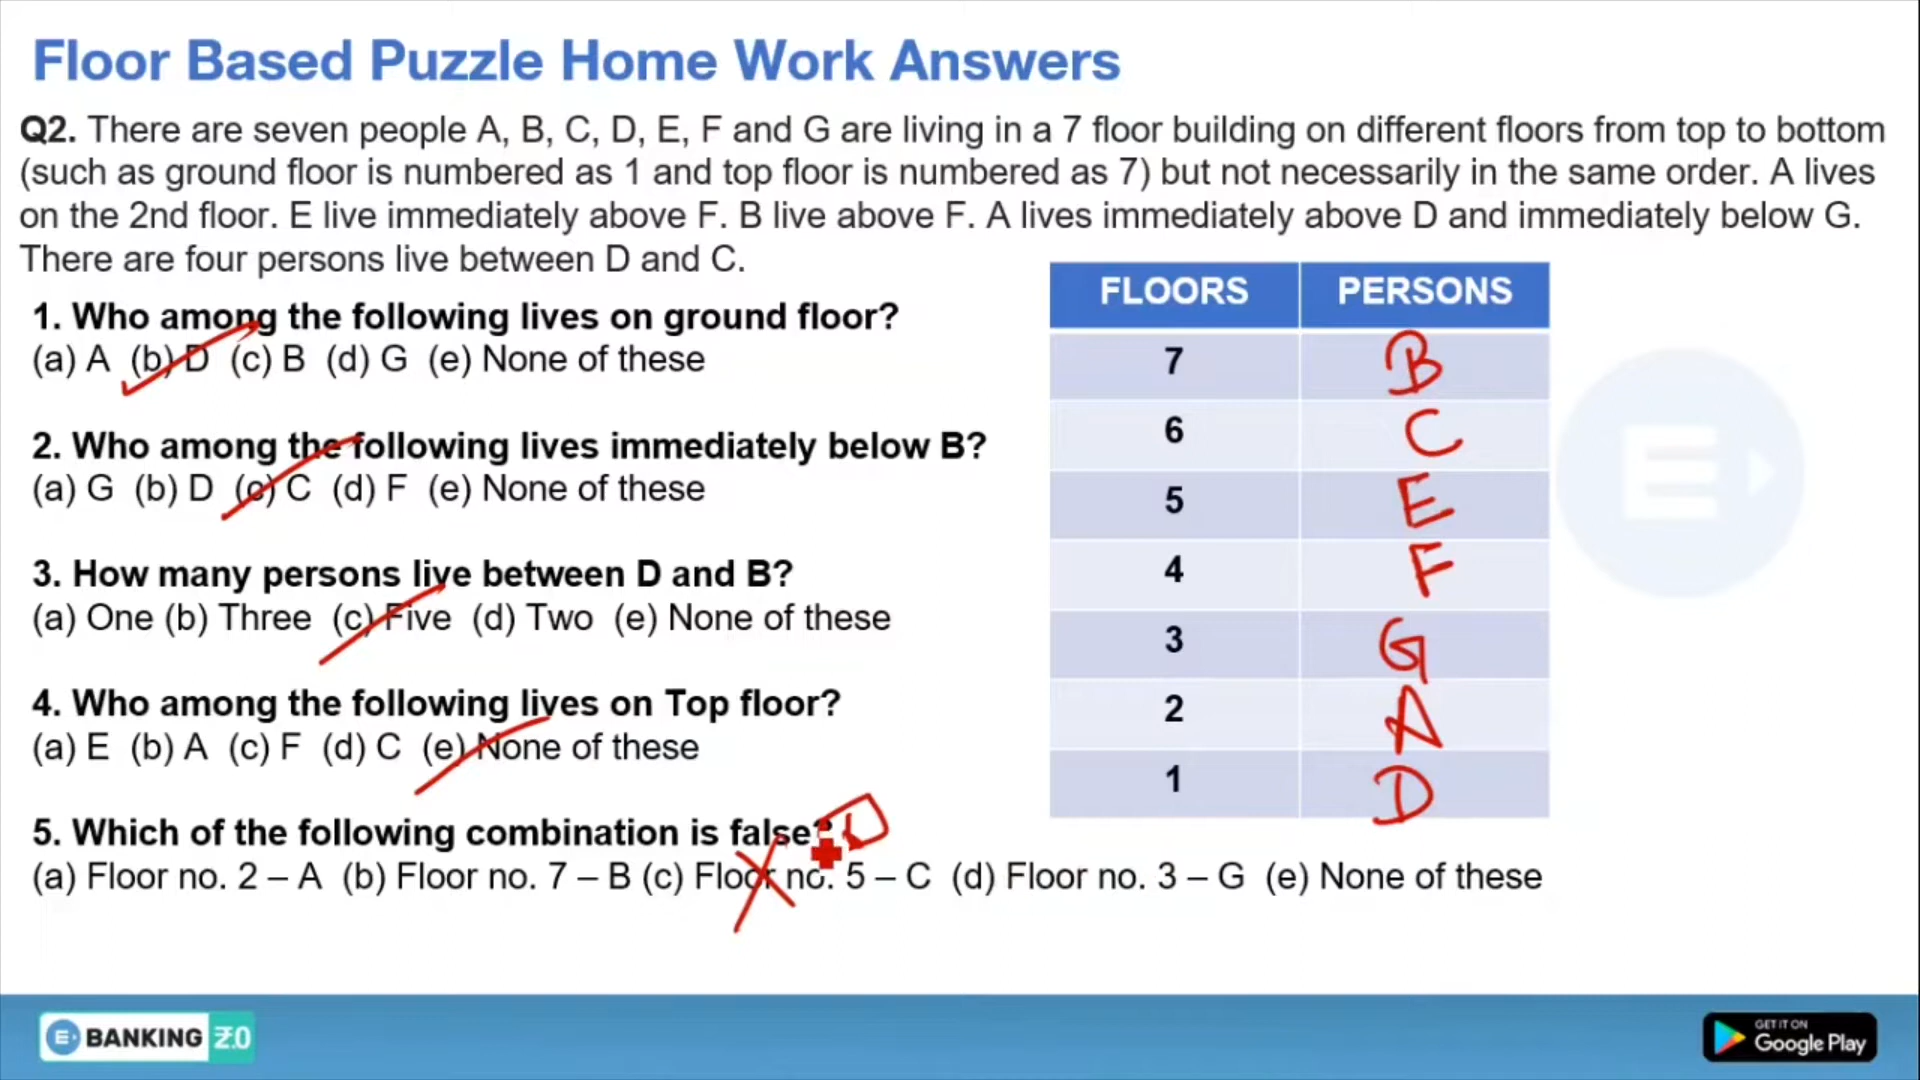 Floor Based Puzzle Home Work Answers
Q2. There are seven people A, B, C, D, E, F and G are living in a 7 floor building on different floors from top to bottom
(such as ground floor is numbered as 1 and top floor is numbered as 7) but not necessarily in the same order. A lives
on the 2nd floor. E live immediately above F. B live above F. A lives immediately above D and immediately below G.
There are four persons live between D and C.
1. Who among the following lives on ground floor?
(a) A (b) D (c) B (d) G (e) None of these
2. Who among the following lives immediately below B?
(a) G (b) D (c) C (d) F (e) None of these
3. How many persons live between D and B?
(a) One (b) Three (c) Five (d) Two (e) None of these
4. Who among the following lives on Top floor?
(a) E (b) A (c) F (d) C (e) None of these
5. Which of the following combination is false?
(a) Floor no. 2 – A (b) Floor no. 7 – B (c) Floor no. 5 – C (d) Floor no. 3 – G (e) None of these
FLOORS PERSONS
7 B
6 C
5 E
4 F
3 G
2 A
1 D
E BANKING 2.0
GET IT ON
Google Play